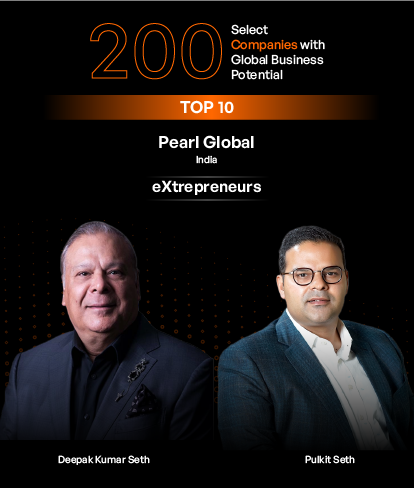 200
Select
Companies with
Global Business
Potential
TOP 10
Pearl Global
India
eXtrepreneurs
Deepak Kumar Seth
Pulkit Seth